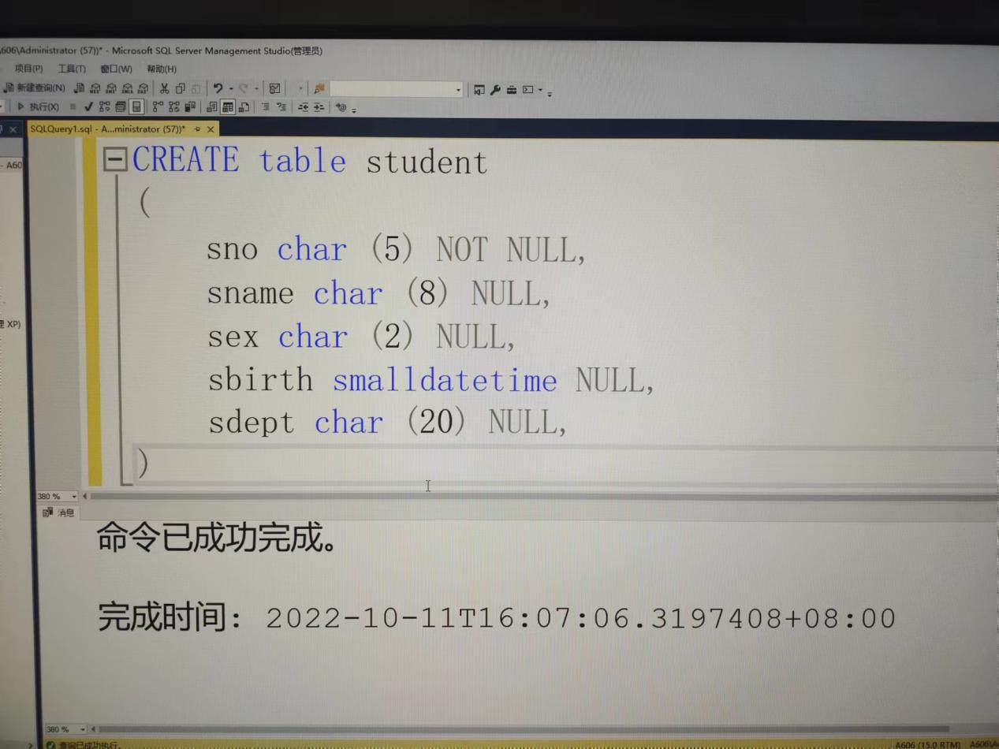 A606\Administrator (57))* - Microsoft SQL Server Management Studio(管理员)
项目(P) 工具(T) 窗口(W) 帮助(H)
新建查询(N)
执行(X)
SQLQuery1.sql - A...ministrator (57))*
- A60
CREATE table student
(
sno char (5) NOT NULL,
sname char (8) NULL,
sex char (2) NULL,
sbirth smalldatetime NULL,
XP)
sdept char (20) NULL,
)
380 %
消息
命令已成功完成。
完成时间: 2022-10-11T16:07:06.3197408+08:00
380 %
查询已成功执行。
A606 (15.0 RTM)